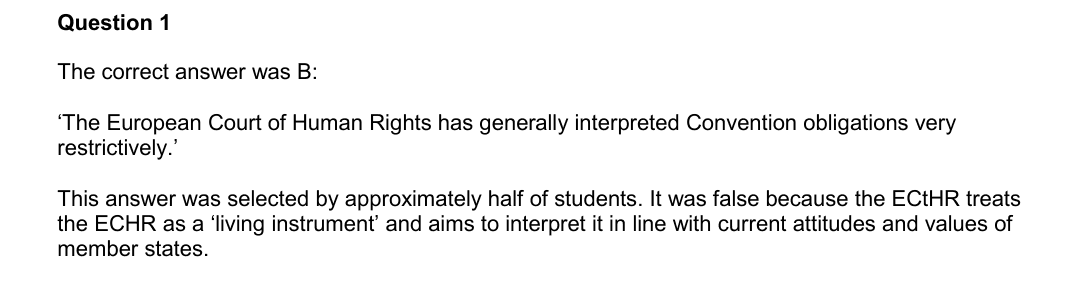 Question 1
The correct answer was B:
‘The European Court of Human Rights has generally interpreted Convention obligations very
restrictively.’
This answer was selected by approximately half of students. It was false because the ECtHR treats
the ECHR as a ‘living instrument’ and aims to interpret it in line with current attitudes and values of
member states.